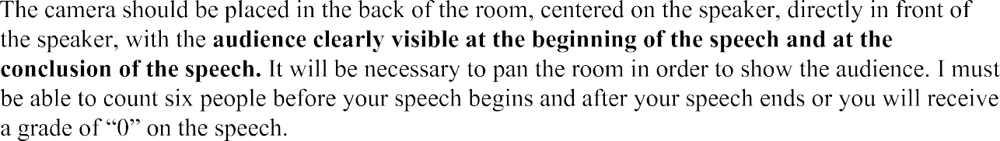 The camera should be placed in the back of the room, centered on the speaker, directly in front of
the speaker, with the audience clearly visible at the beginning of the speech and at the
conclusion of the speech. It will be necessary to pan the room in order to show the audience. I must
be able to count six people before your speech begins and after your speech ends or you will receive
a grade of “0” on the speech.